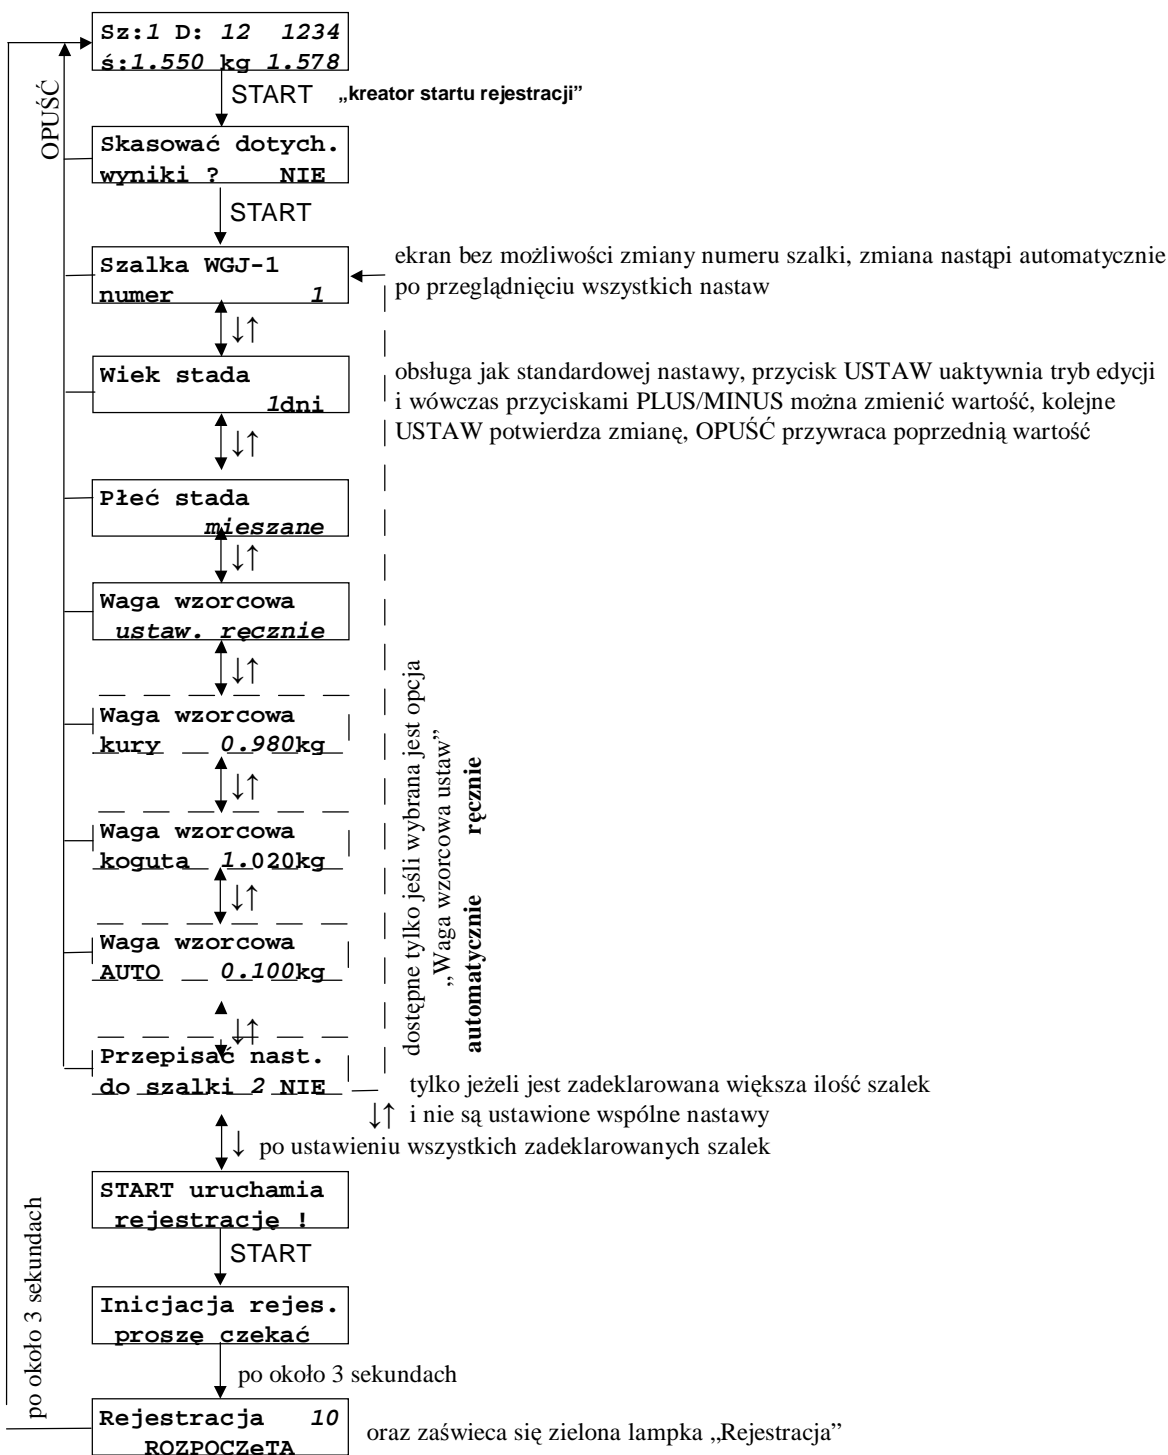 Sz:1 D: 12 1234
ś:1.550 kg 1.578
OPUŚĆ
START „kreator startu rejestracji”
Skasować dotych.
wyniki ? NIE
START
Szalka WGJ-1
numer 1
ekran bez możliwości zmiany numeru szalki, zmiana nastąpi automatycznie
po przeglądnięciu wszystkich nastaw
↓↑
Wiek stada
1dni
obsługa jak standardowej nastawy, przycisk USTAW uaktywnia tryb edycji
i wówczas przyciskami PLUS/MINUS można zmienić wartość, kolejne
USTAW potwierdza zmianę, OPUŚĆ przywraca poprzednią wartość
↓↑
Płeć stada
mieszane
↓↑
Waga wzorcowa
ustaw. ręcznie
↓↑
Waga wzorcowa
kury 0.980kg
↓↑
Waga wzorcowa
koguta 1.020kg
↓↑
Waga wzorcowa
AUTO 0.100kg
dostępne tylko jeśli wybrana jest opcja
„Waga wzorcowa ustaw”
automatycznie ręcznie
↓↑
Przepisać nast.
do szalki 2 NIE
tylko jeżeli jest zadeklarowana większa ilość szalek
↓↑ i nie są ustawione wspólne nastawy
↓ po ustawieniu wszystkich zadeklarowanych szalek
START uruchamia
rejestrację !
START
Inicjacja rejes.
proszę czekać
po około 3 sekundach
po około 3 sekundach
Rejestracja 10
ROZPOCZeTA
oraz zaświeca się zielona lampka „Rejestracja”